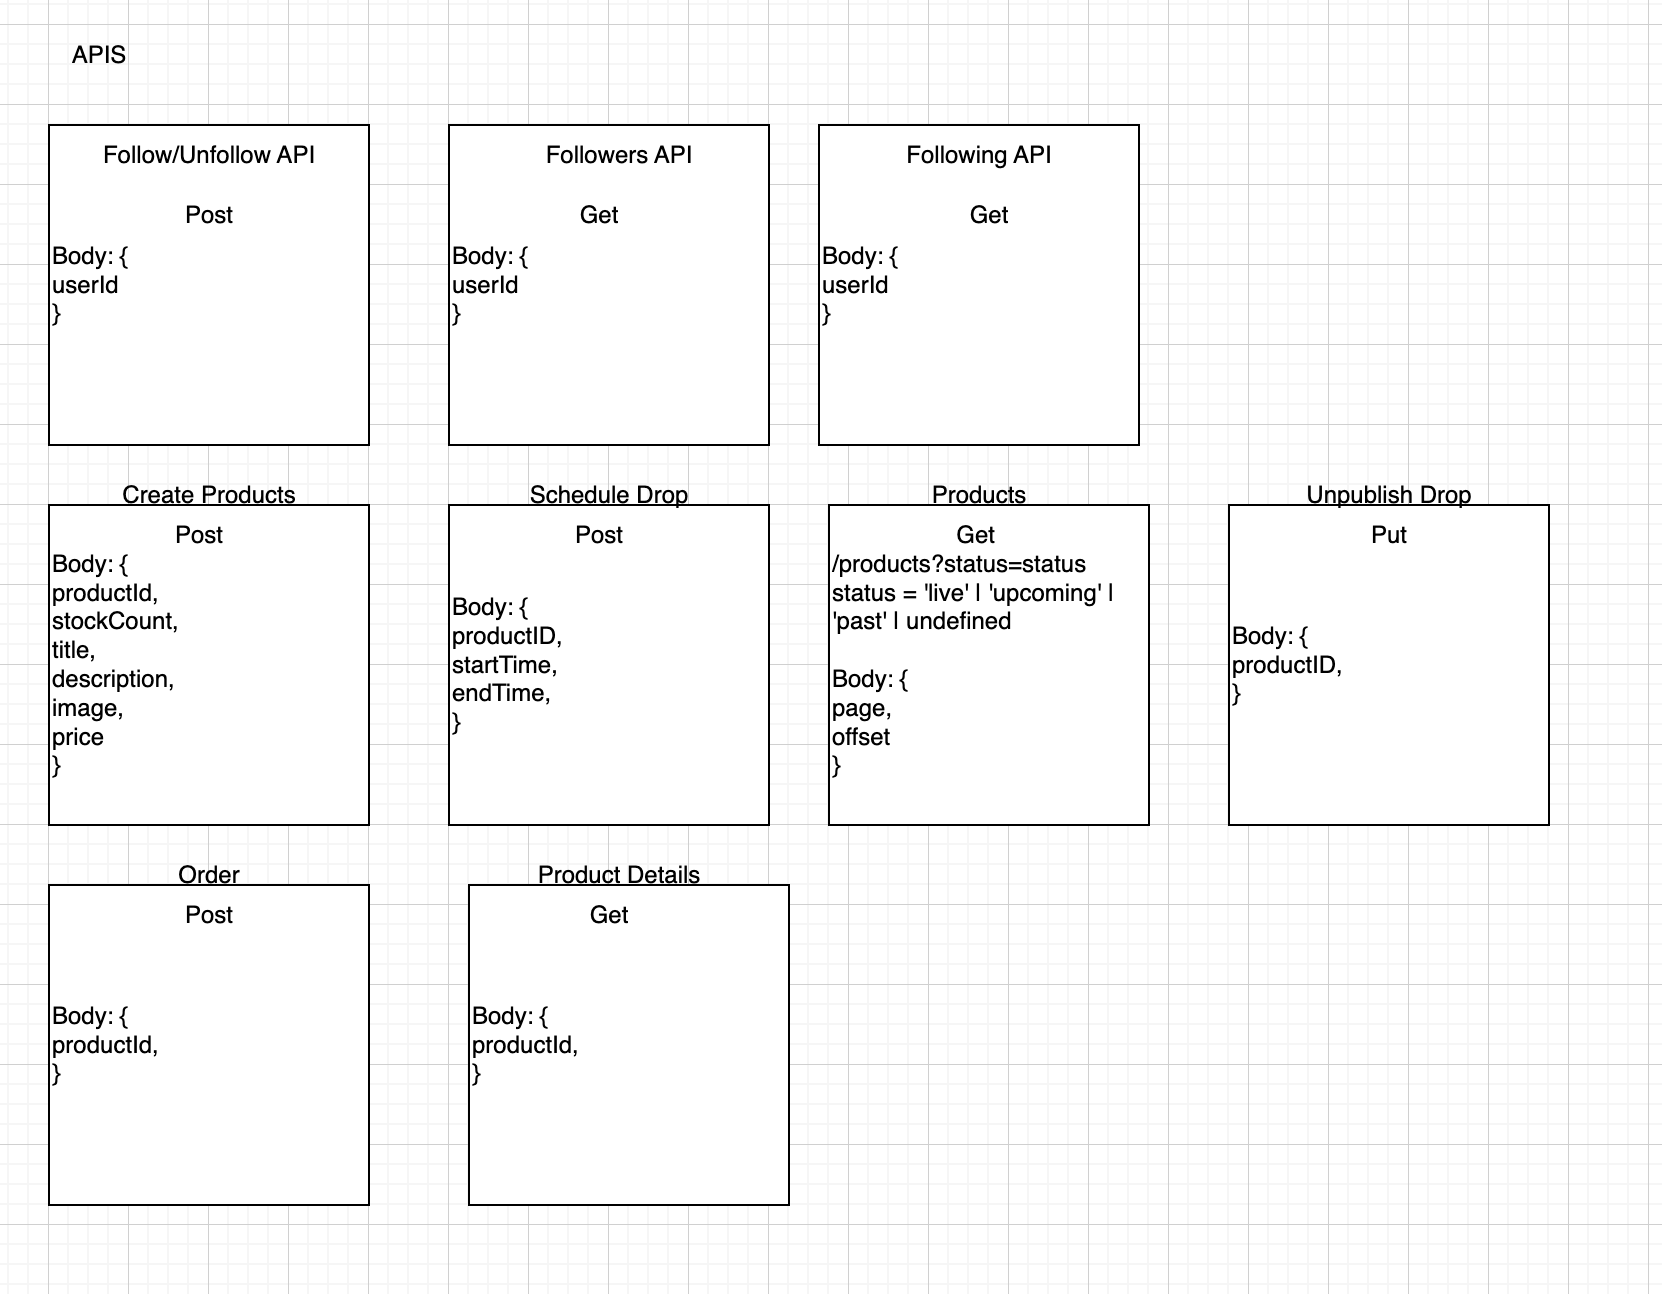 APIS
Follow/Unfollow API
Post
Body: {
userId
}
Followers API
Get
Body: {
userId
}
Following API
Get
Body: {
userId
}
Create Products
Post
Body: {
productId,
stockCount,
title,
description,
image,
price
}
Schedule Drop
Post
Body: {
productID,
startTime,
endTime,
}
Products
Get
/products?status=status
status = 'live' | 'upcoming' |
'past' | undefined
Body: {
page,
offset
}
Unpublish Drop
Put
Body: {
productID,
}
Order
Post
Body: {
productId,
}
Product Details
Get
Body: {
productId,
}